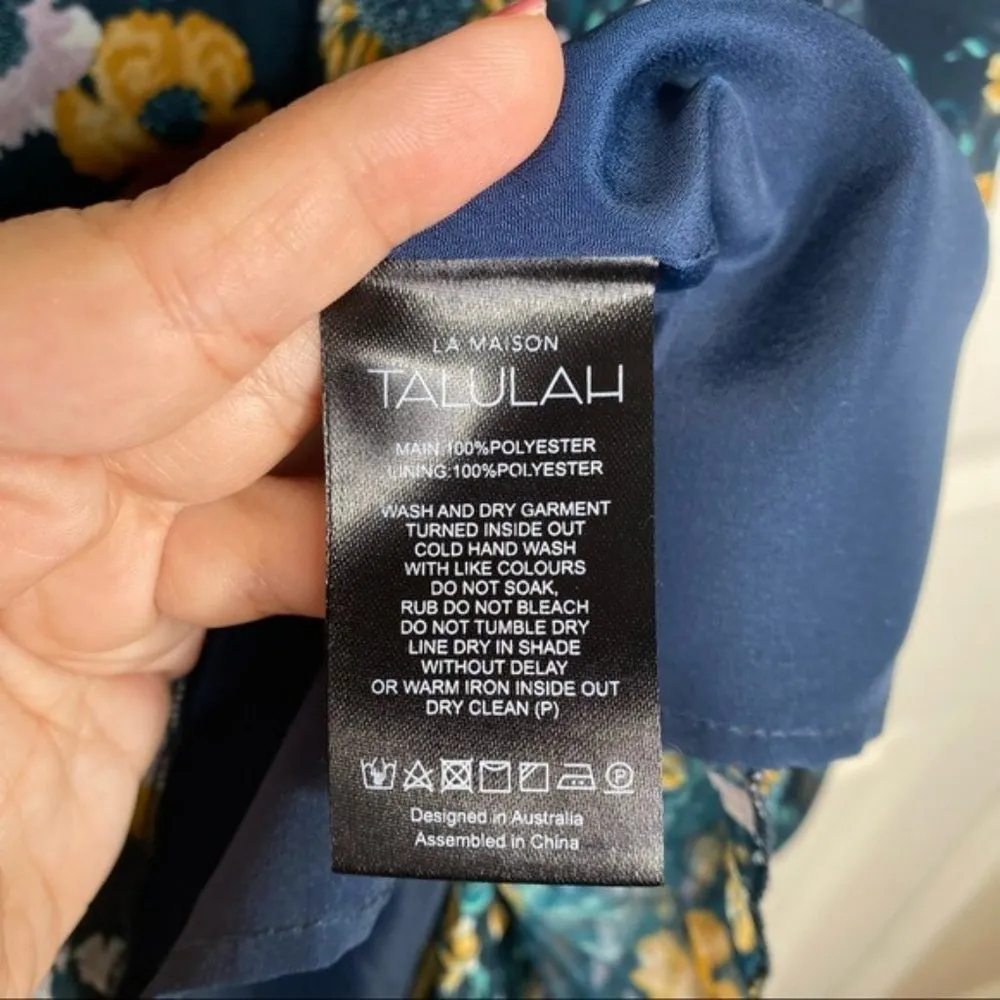 LA MAISON
TALULAH
MAIN:100%POLYESTER
LINING:100%POLYESTER
WASH AND DRY GARMENT
TURNED INSIDE OUT
COLD HAND WASH
WITH LIKE COLOURS
DO NOT SOAK,
RUB DO NOT BLEACH
DO NOT TUMBLE DRY
LINE DRY IN SHADE
WITHOUT DELAY
OR WARM IRON INSIDE OUT
DRY CLEAN (P)
P
Designed in Australia
Assembled in China